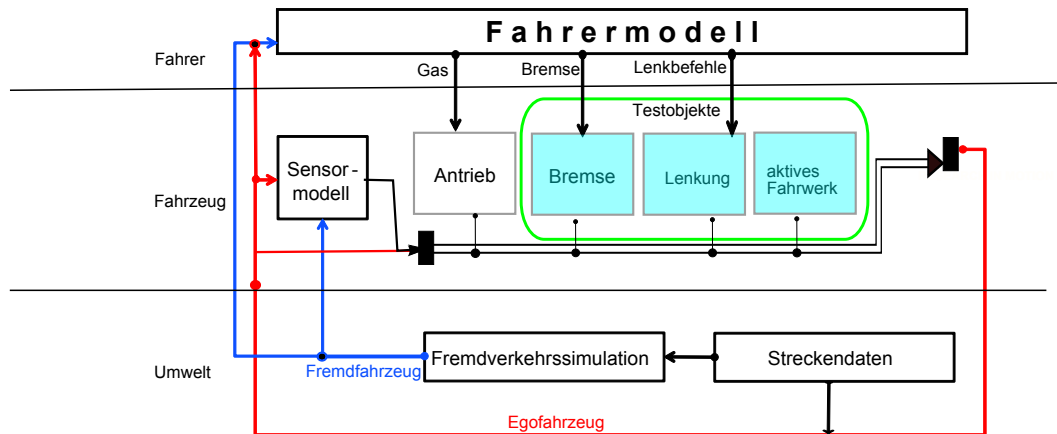 Fahrermodell
Fahrer
Gas
Bremse
Lenkbefehle
Testobjekte
Sensor-
modell
Antrieb
Bremse
Lenkung
aktives
Fahrwerk
Fahrzeug
Fremdverkehrssimulation
Streckendaten
Fremdfahrzeug
Umwelt
Egofahrzeug